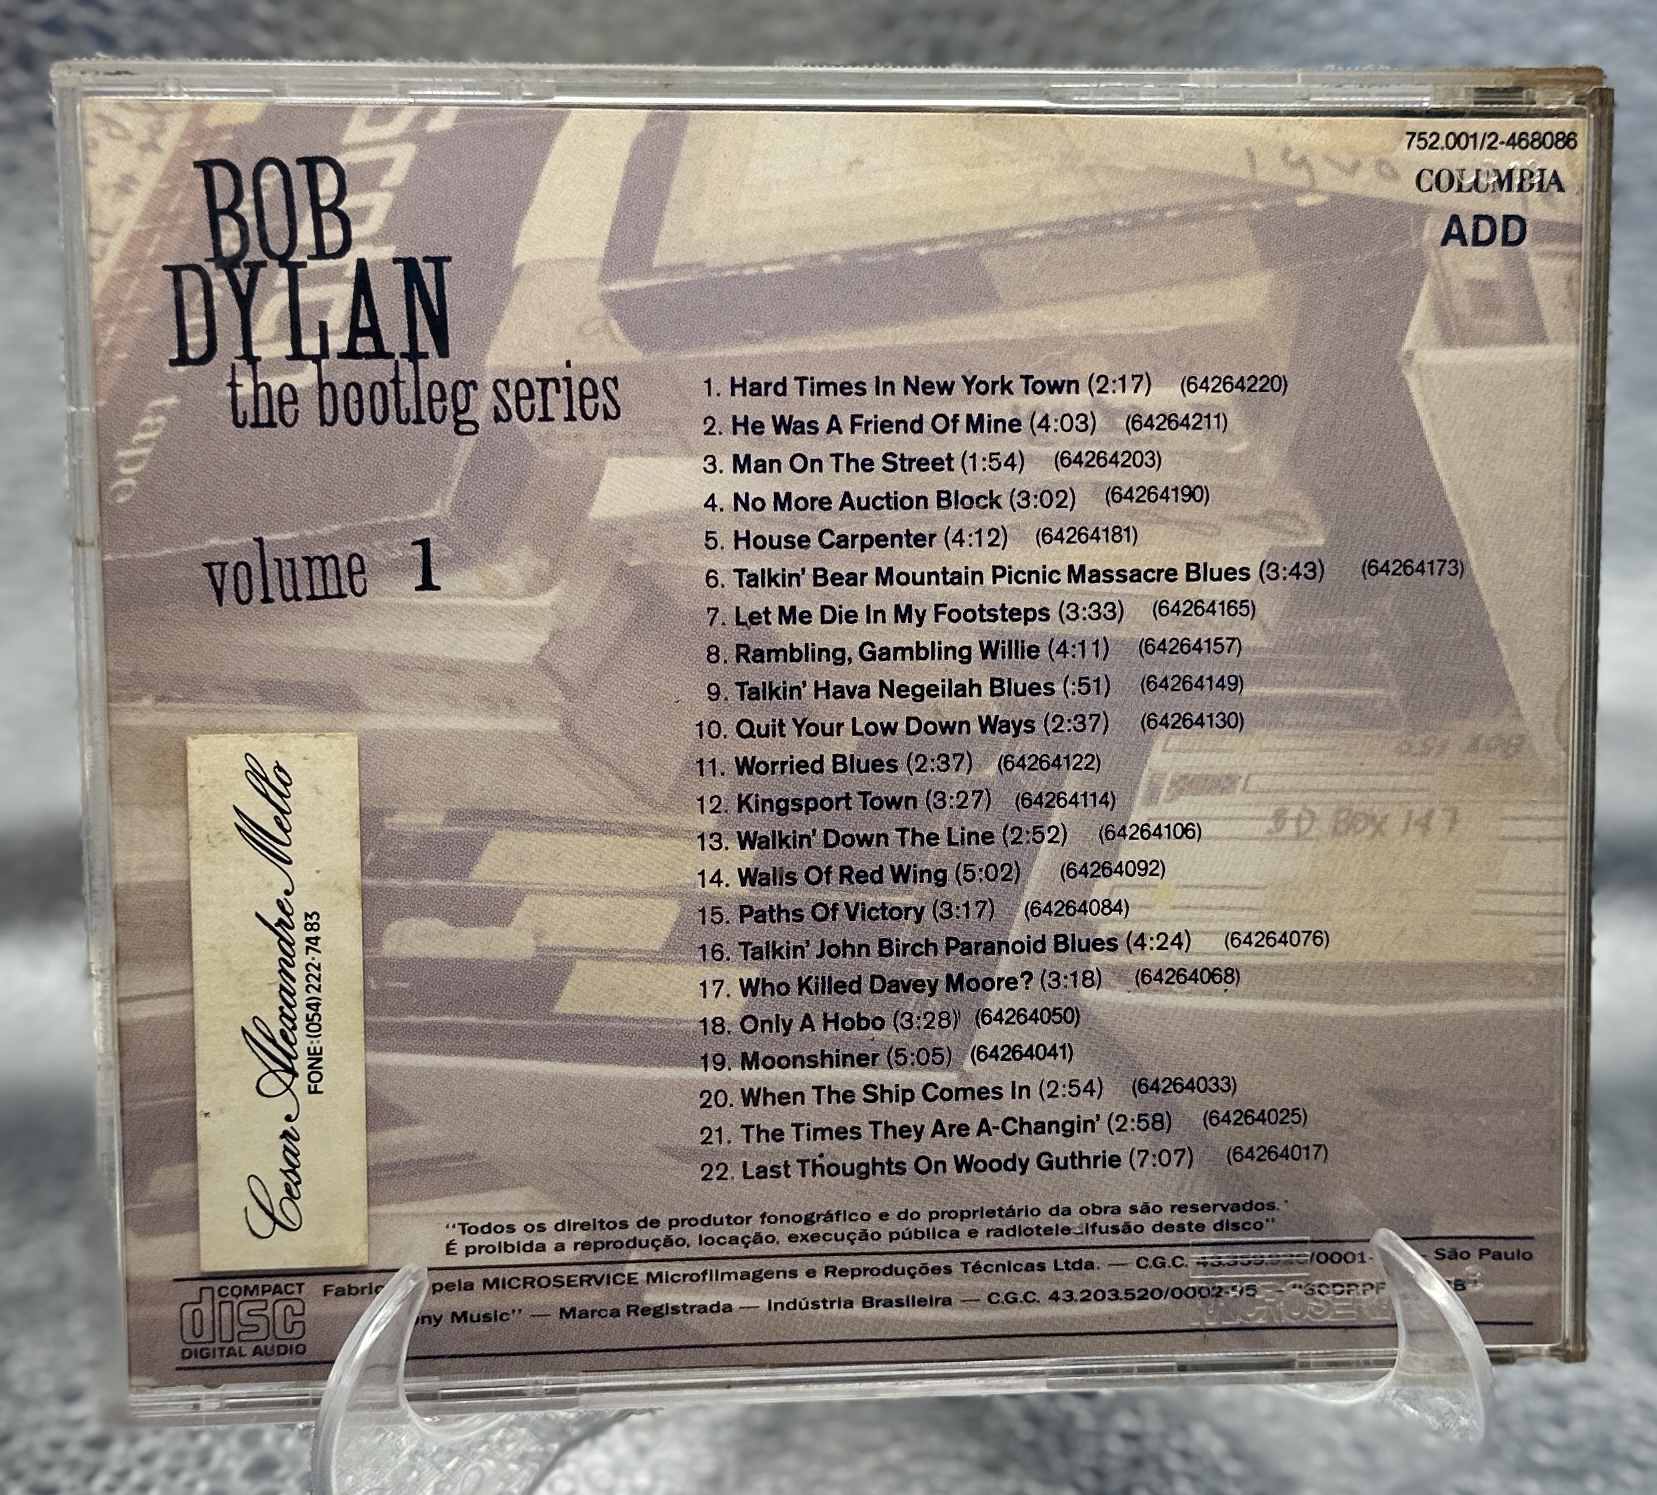 752.001/2-468086
COLUMBIA
ADD
BOB
DYLAN
the bootleg series
volume 1
1. Hard Times In New York Town (2:17) (64264220)
2. He Was A Friend Of Mine (4:03) (64264211)
3. Man On The Street (1:54) (64264203)
4. No More Auction Block (3:02) (64264190)
5. House Carpenter (4:12) (64264181)
6. Talkin' Bear Mountain Picnic Massacre Blues (3:43) (64264173)
7. Let Me Die In My Footsteps (3:33) (64264165)
8. Rambling, Gambling Willie (4:11) (64264157)
9. Talkin' Hava Negeilah Blues (:51) (64264149)
10. Quit Your Low Down Ways (2:37) (64264130)
11. Worried Blues (2:37) (64264122)
12. Kingsport Town (3:27) (64264114)
13. Walkin' Down The Line (2:52) (64264106)
14. Walls Of Red Wing (5:02) (64264092)
15. Paths Of Victory (3:17) (64264084)
16. Talkin' John Birch Paranoid Blues (4:24) (64264076)
17. Who Killed Davey Moore? (3:18) (64264068)
18. Only A Hobo (3:28) (64264050)
19. Moonshiner (5:05) (64264041)
20. When The Ship Comes In (2:54) (64264033)
21. The Times They Are A-Changin' (2:58) (64264025)
22. Last Thoughts On Woody Guthrie (7:07) (64264017)
BOX 147
Cesar Alexandre Mello
FONE: (054) 222-7483
"Todos os direitos de produtor fonográfico e do proprietário da obra são reservados.
É proibida a reprodução, locação, execução pública e radiotele ifusão deste disco"
pela MICROSERVICE Microfilmagens e Reproduções Técnicas Ltda. — C.G.C. /0001- São Paulo
Music" — Marca Registrada — Indústria Brasileira — C.G.C. 43.203.520/0002-
COMPACT
disc
DIGITAL AUDIO